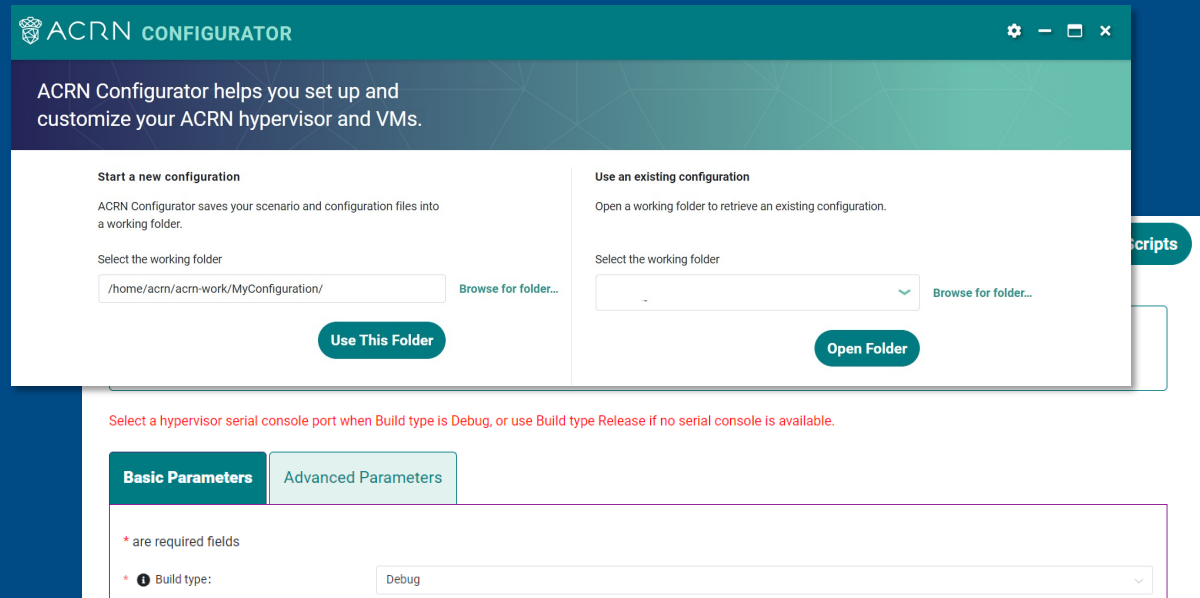 ACRN CONFIGURATOR
ACRN Configurator helps you set up and
customize your ACRN hypervisor and VMs.
Start a new configuration
ACRN Configurator saves your scenario and configuration files into
a working folder.
Select the working folder
/home/acrn/acrn-work/MyConfiguration/
Browse for folder...
Use This Folder
Use an existing configuration
Open a working folder to retrieve an existing configuration.
Select the working folder
Browse for folder...
Open Folder
Scripts
Select a hypervisor serial console port when Build type is Debug, or use Build type Release if no serial console is available.
Basic Parameters
Advanced Parameters
* are required fields
* i Build type:
Debug